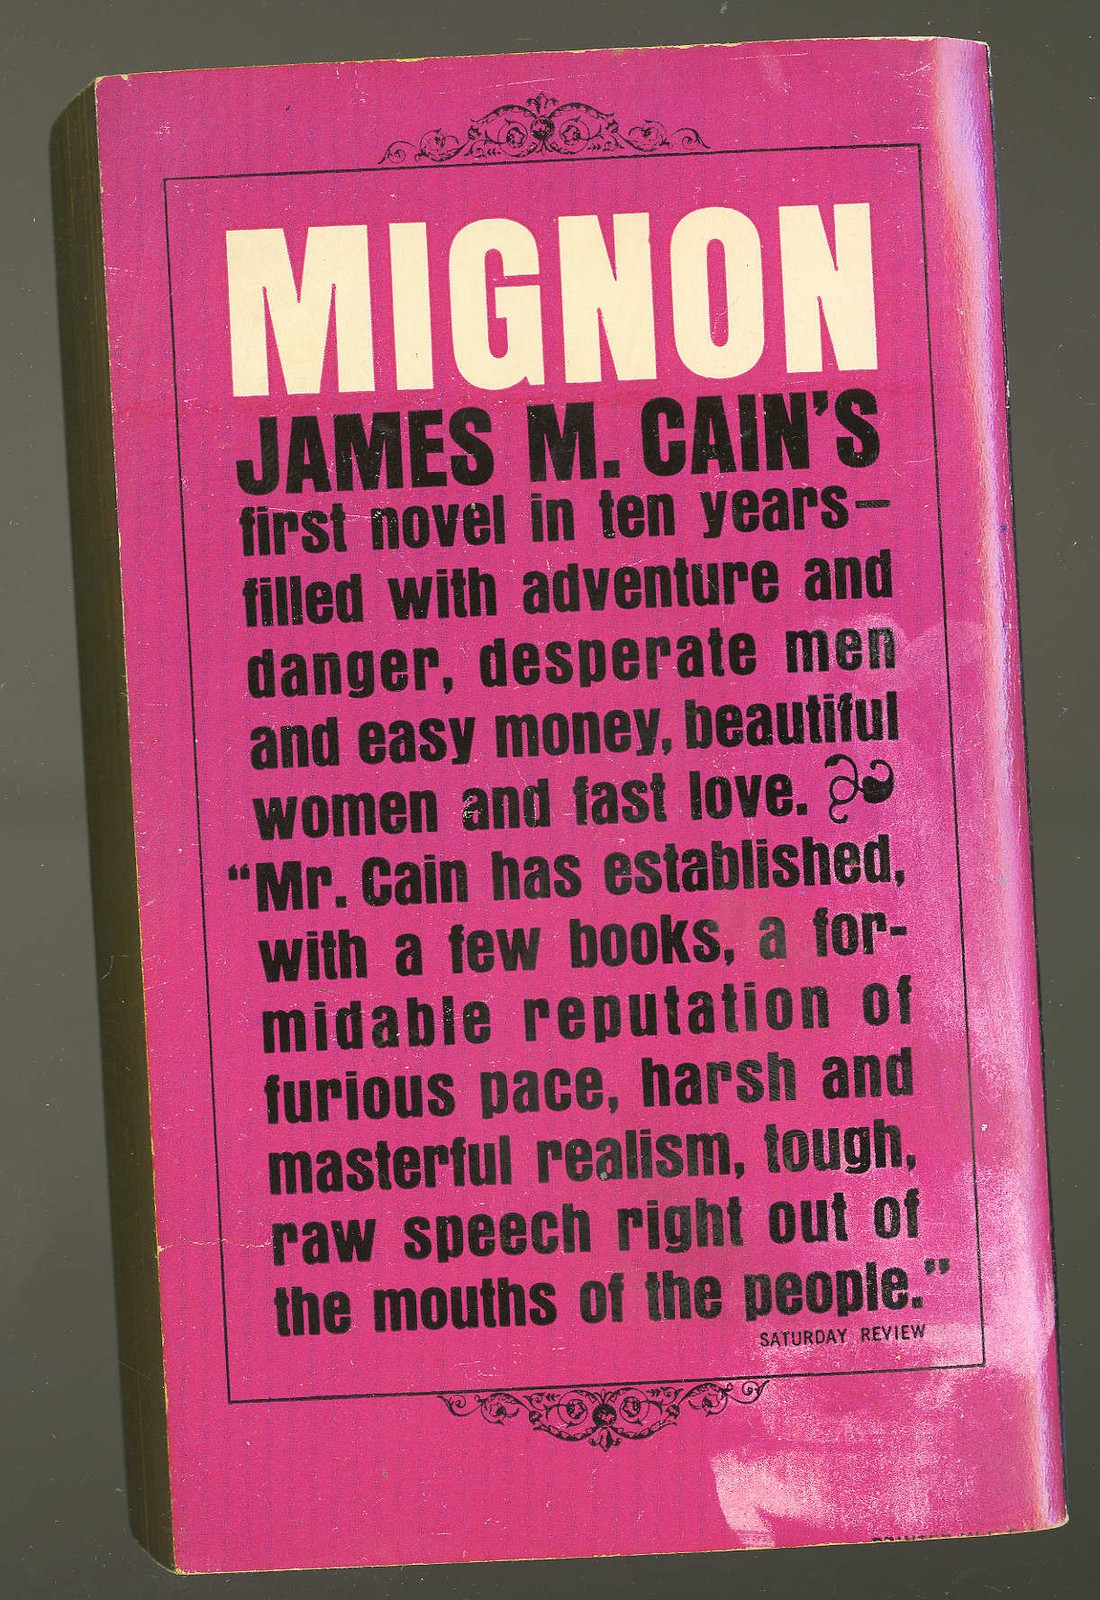 MIGNON
JAMES M. CAIN'S
first novel in ten years—
filled with adventure and
danger, desperate men
and easy money, beautiful
women and fast love.
“Mr. Cain has established,
with a few books, a for-
midable reputation of
furious pace, harsh and
masterful realism, tough,
raw speech right out of
the mouths of the people.”
SATURDAY REVIEW